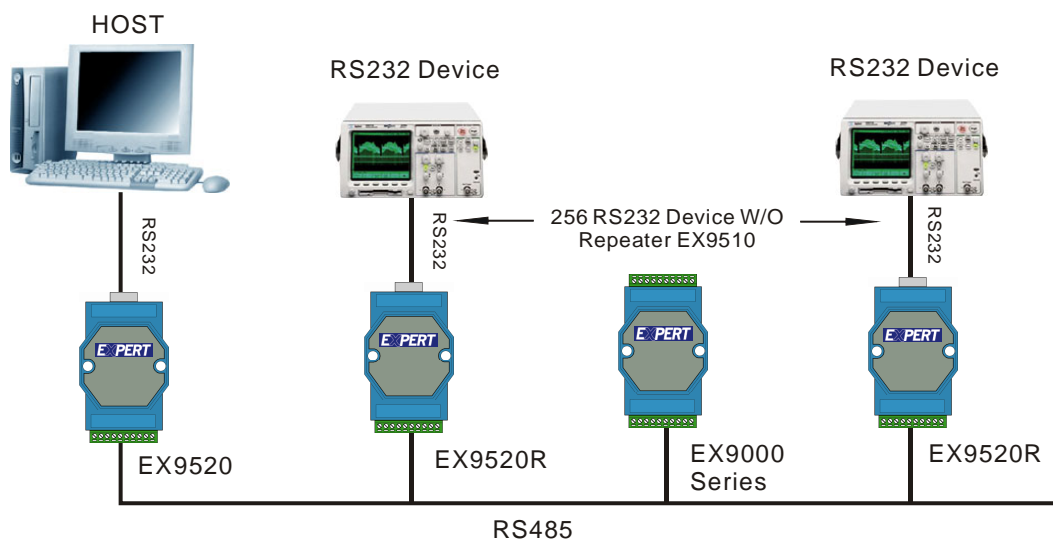 HOST
RS232 Device
RS232 Device
RS232
RS232
256 RS232 Device W/O
Repeater EX9510
RS232
EXPERT
EXPERT
EXPERT
EXPERT
EX9520
EX9520R
EX9000
Series
EX9520R
RS485